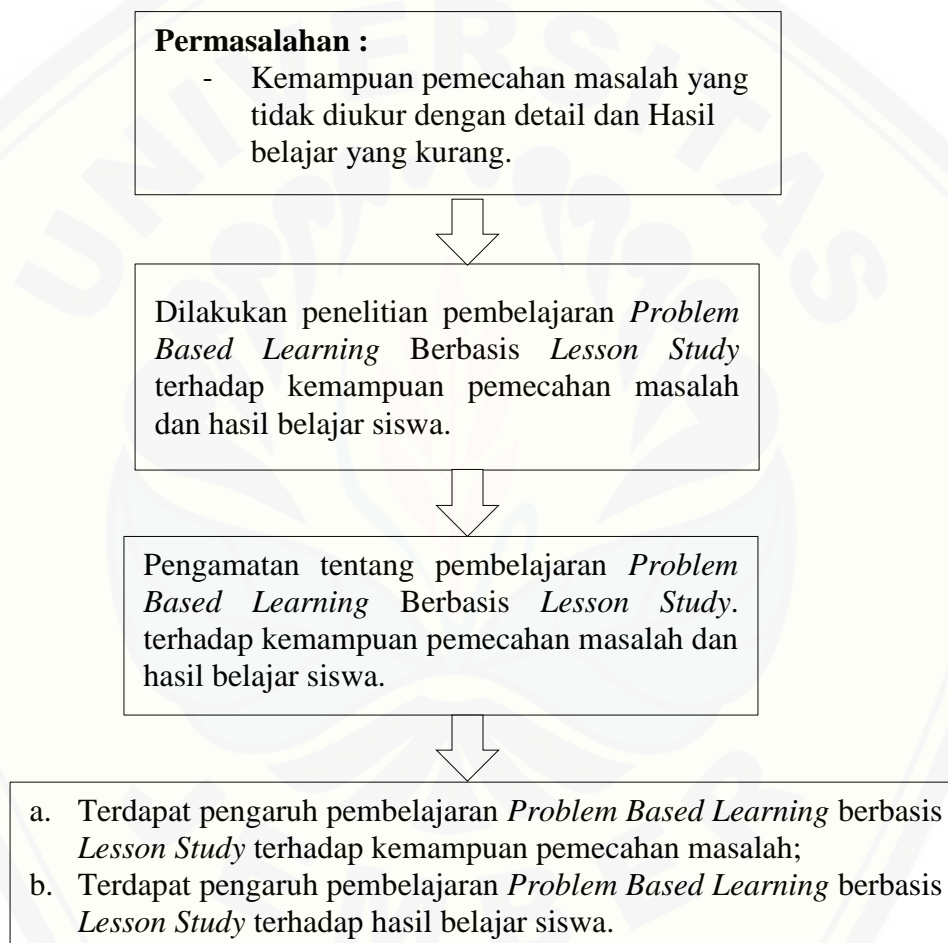 UNIVERSITAS
Permasalahan :
- Kemampuan pemecahan masalah yang
tidak diukur dengan detail dan Hasil
belajar yang kurang.
Dilakukan penelitian pembelajaran Problem
Based Learning Berbasis Lesson Study
terhadap kemampuan pemecahan masalah
dan hasil belajar siswa.
Pengamatan tentang pembelajaran Problem
Based Learning Berbasis Lesson Study.
terhadap kemampuan pemecahan masalah dan
hasil belajar siswa.
a. Terdapat pengaruh pembelajaran Problem Based Learning berbasis
Lesson Study terhadap kemampuan pemecahan masalah;
b. Terdapat pengaruh pembelajaran Problem Based Learning berbasis
Lesson Study terhadap hasil belajar siswa.